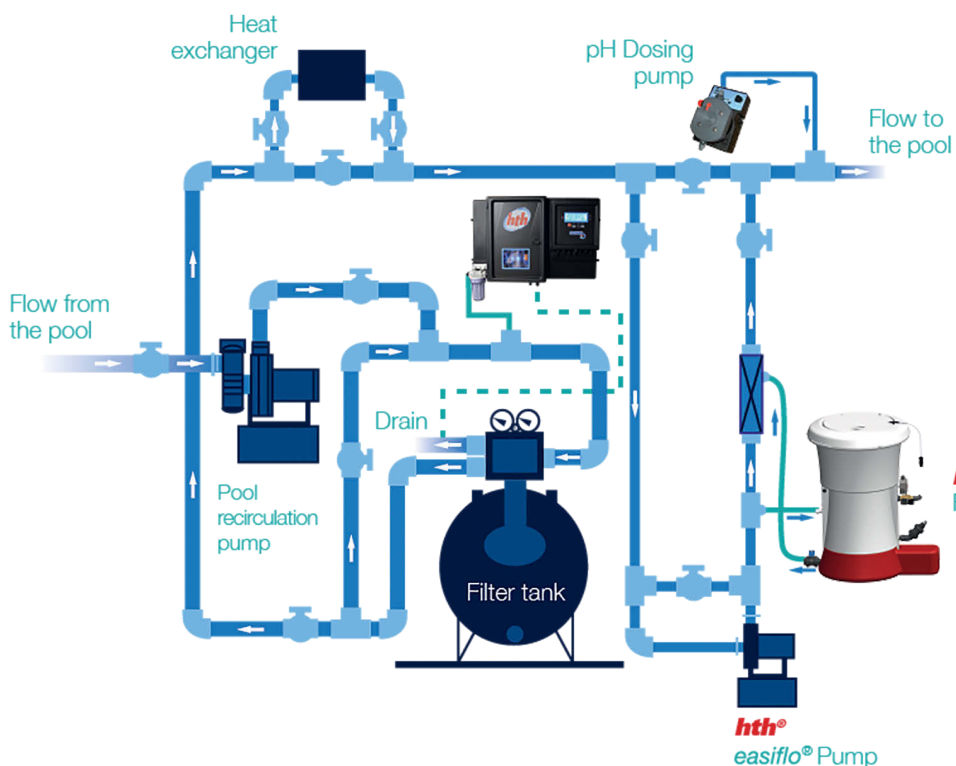 Heat
exchanger
pH Dosing
pump
Flow to
the pool
hth
Flow from
the pool
Drain
Pool
recirculation
pump
Filter tank
hth®
easiflo® Pump